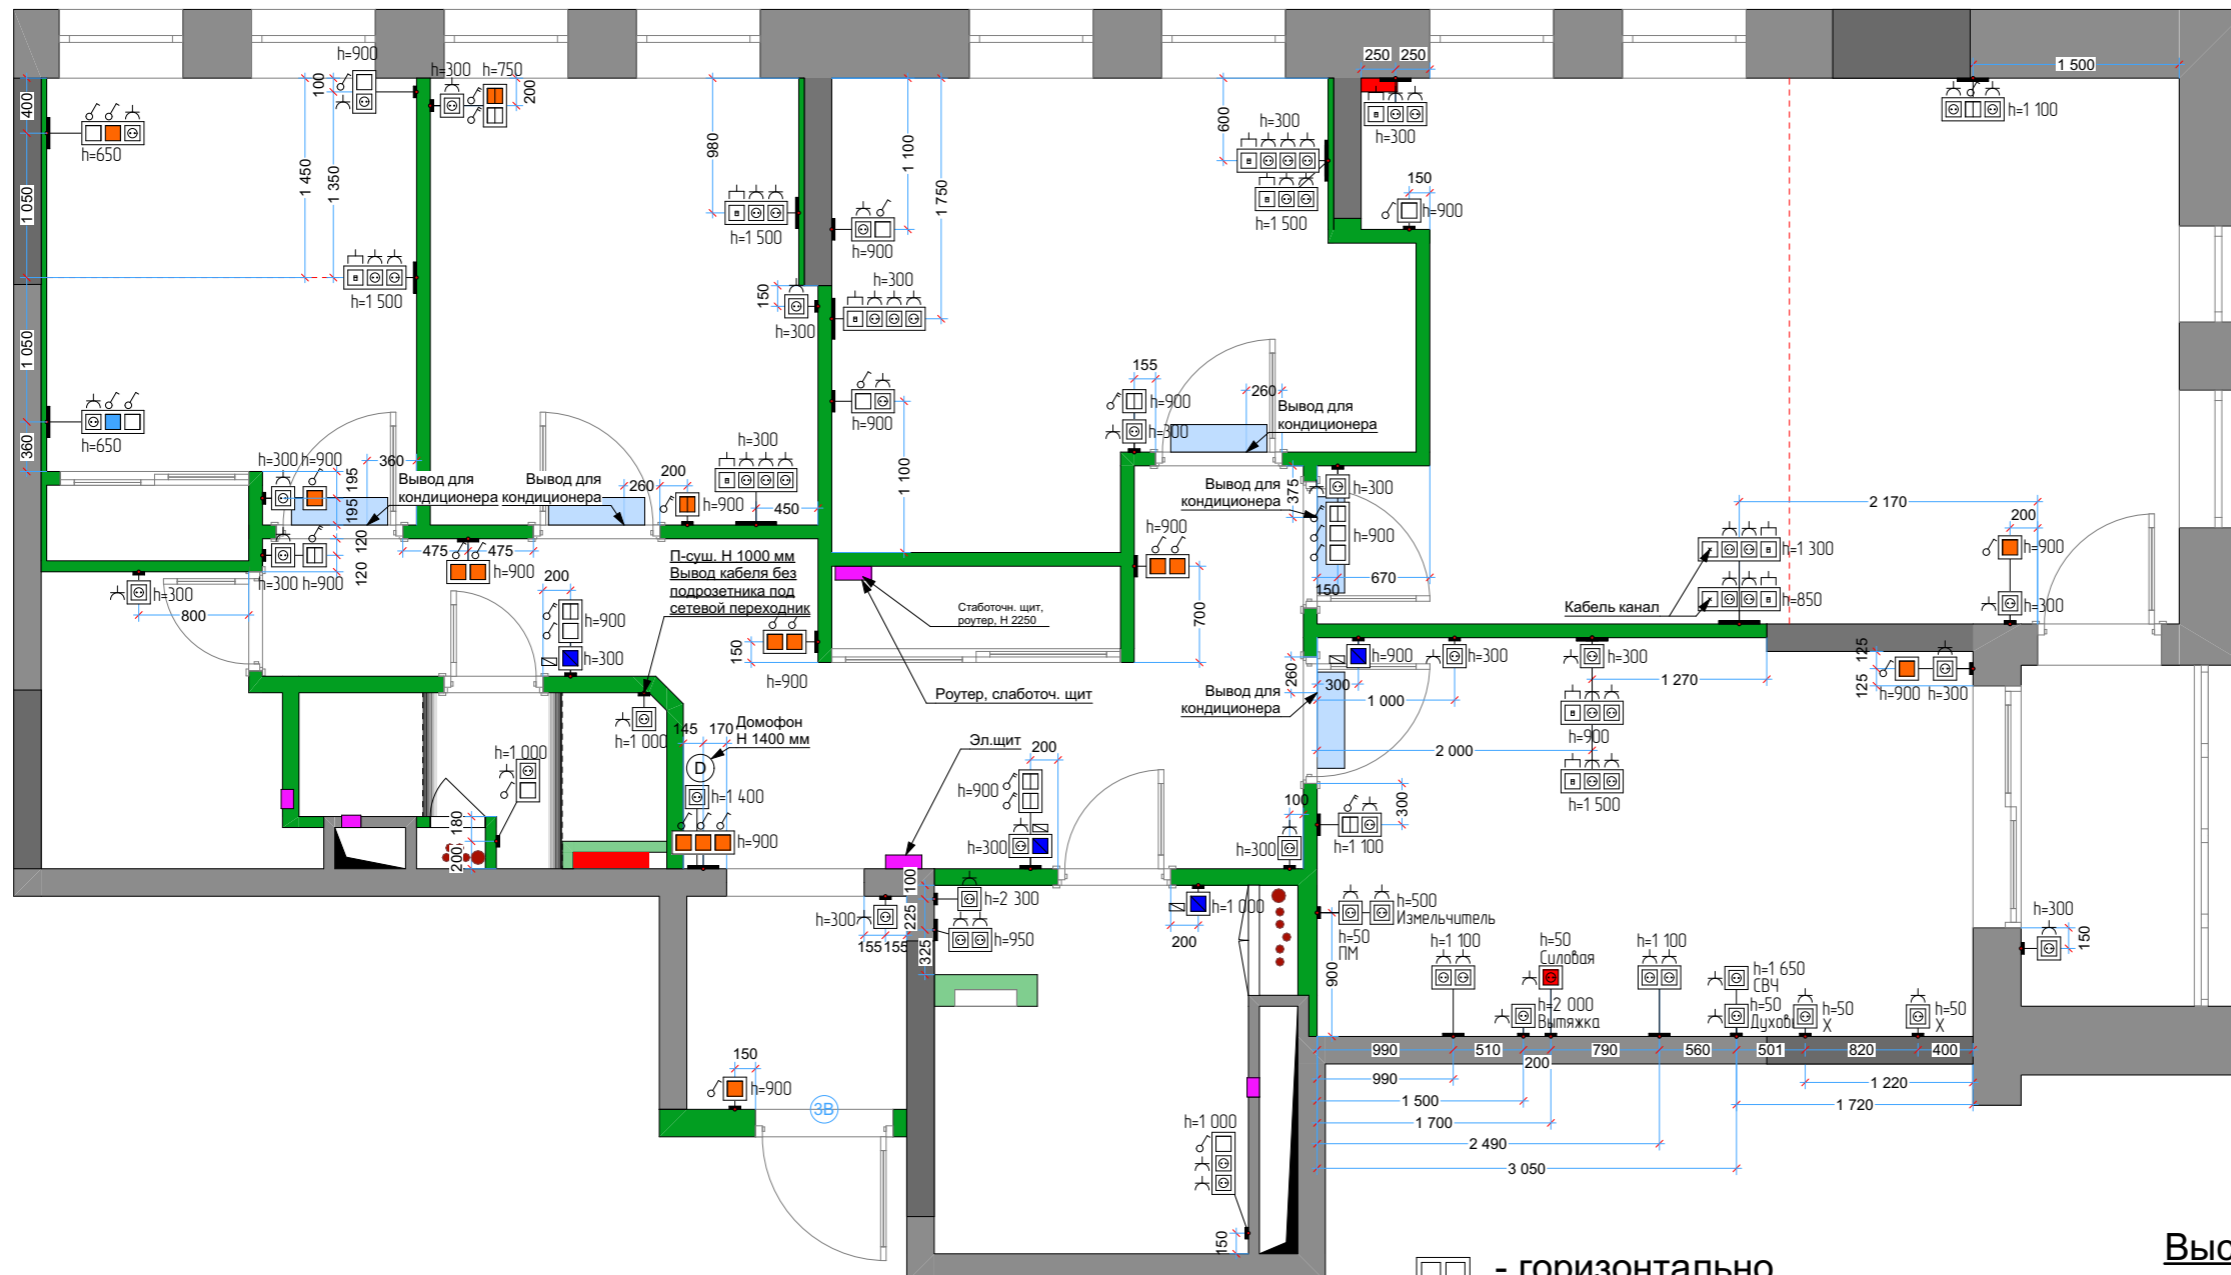 250 250
1 500
h=900
h=300 h=750
100
200
400
h=650
1 050
1 450
1 350
980
1 100
1 750
600
h=300
h=1 500
h=300
h=1 100
150
h=900
h=1 500
h=900
h=1 500
h=300
150
h=300
1 050
h=650
360
h=900
1 100
155
h=900
h=300
260
Вывод для
кондиционера
h=300 h=900
195
195
360
Вывод для
кондиционера
Вывод для
кондиционера
260
200
h=900
h=300
450
Вывод для
кондиционера
375
h=300
h=900
150
670
2 170
200
h=900
h=1 300
h=850
h=300
Кабель канал
120
120
h=300 h=900
475 475
h=900
h=300
800
200
h=900
h=300
П-суш. Н 1000 мм
Вывод кабеля без
подрозетника под
сетевой переходник
Стаботочн. щит,
роутер, Н 2250
h=900
700
150
h=900
Роутер, слаботоч. щит
h=1 000
145 170
Домофон
Н 1400 мм
D
h=1 400
h=900
h=1 000
180
200
Эл.щит
200
h=900
h=300
Вывод для
кондиционера
260
300
h=900
h=300
1 000
h=300
1 270
h=900
2 000
h=1 500
125
125
h=900 h=300
100
h=300
300
h=1 100
100
225
325
h=300
155 155
h=2 300
h=950
h=1 000
200
h=500
Измельчитель
h=50
ПМ
900
h=1 100
h=50
Силовая
h=2 000
Вытяжка
h=1 100
h=1 650
СВЧ
h=50
h=50
Х
h=50
Х
h=300
150
990 510 200 790 560 501 820 400
990
1 220
1 500
1 720
1 700
2 490
3 050
150
h=900
3В
h=1 000
150
- горизонтально